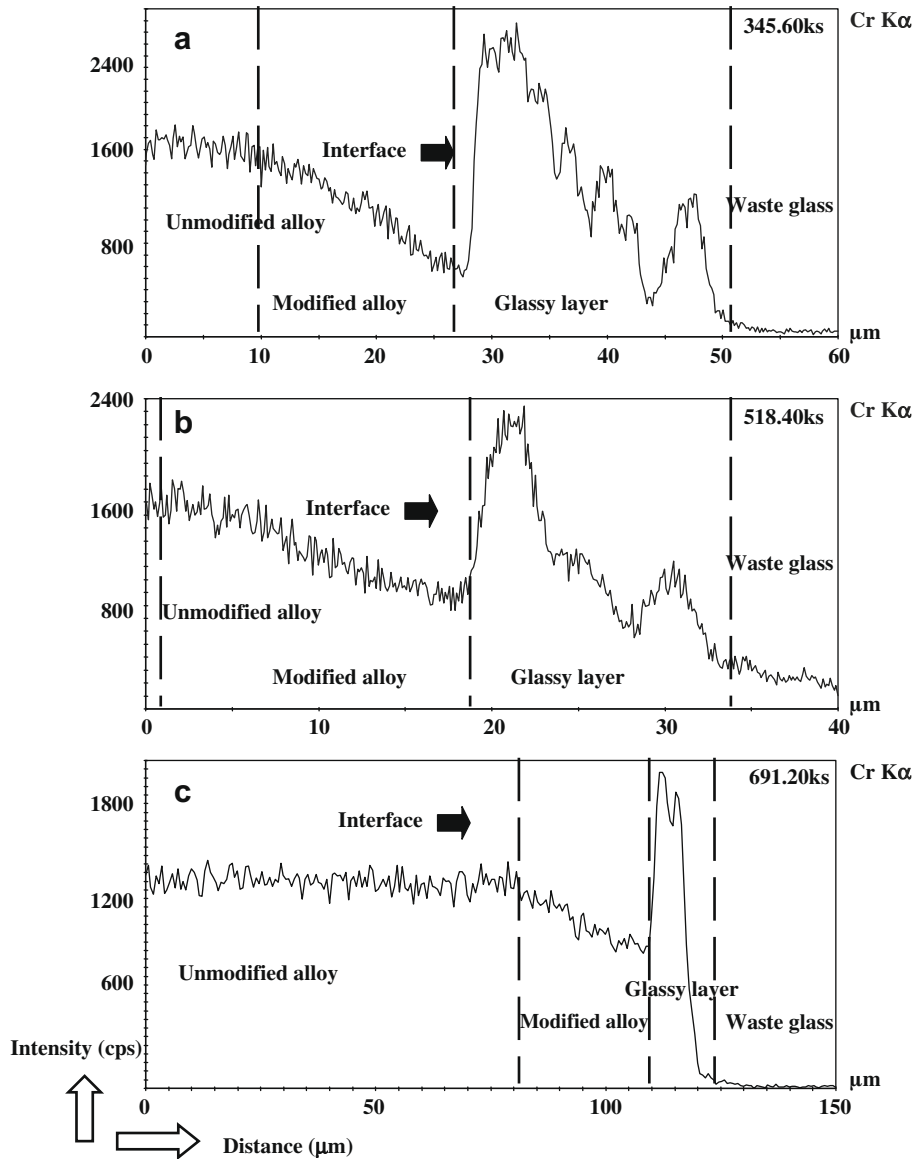 a
345.60ks
Cr Kα
2400
1600
800
Interface
Unmodified alloy
Waste glass
Modified alloy
Glassy layer
μm
0 10 20 30 40 50 60
b
518.40ks
Cr Kα
2400
1600
800
Interface
Waste glass
Unmodified alloy
Modified alloy
Glassy layer
μm
0 10 20 30 40
c
691.20ks
Cr Kα
1800
1200
600
Interface
Unmodified alloy
Glassy layer
Modified alloy
Waste glass
μm
0 50 100 150
Intensity (cps)
Distance (μm)